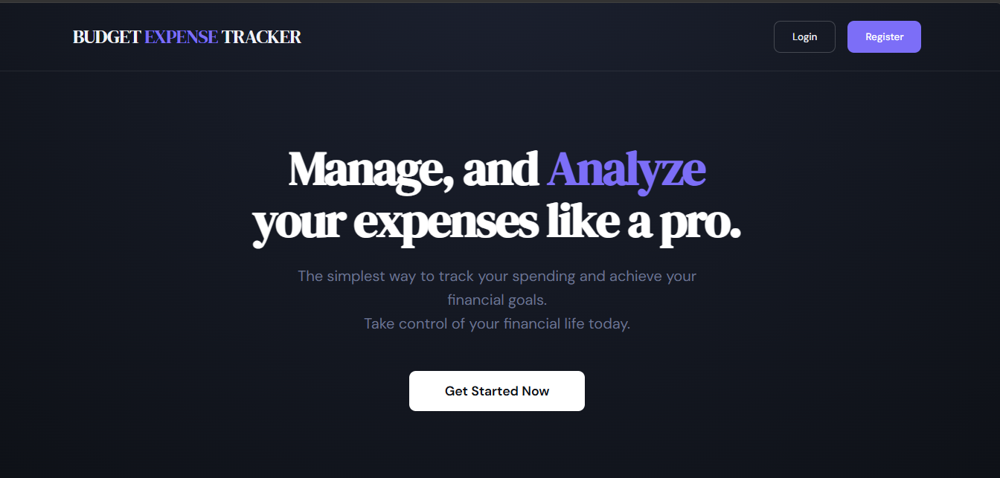 BUDGET EXPENSE TRACKER
Login
Register
Manage, and Analyze
your expenses like a pro.
The simplest way to track your spending and achieve your
financial goals.
Take control of your financial life today.
Get Started Now